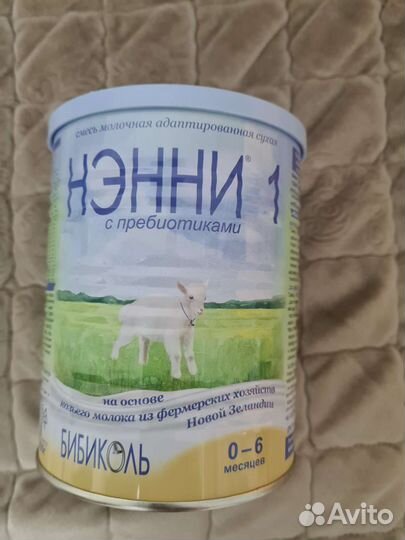 смесь молочная адаптированная сухая
НЭННИ® 1
с пребиотиками
на основе
козьего молока из фермерских хозяйств
Новой Зеландии
БИБИКОЛЬ
0–6
месяцев
Avito